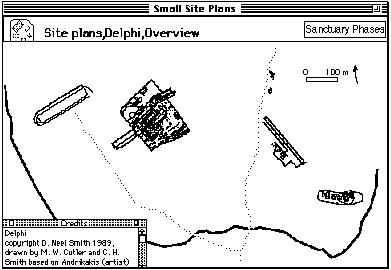 Small Site Plans
Site plans,Delphi,Overview
Sanctuary Phases
0 100 m
Credits
Delphi
copyright D. Neel Smith 1989,
drawn by M. W. Cutler and C. H.
Smith based on Andrikakis (artist)